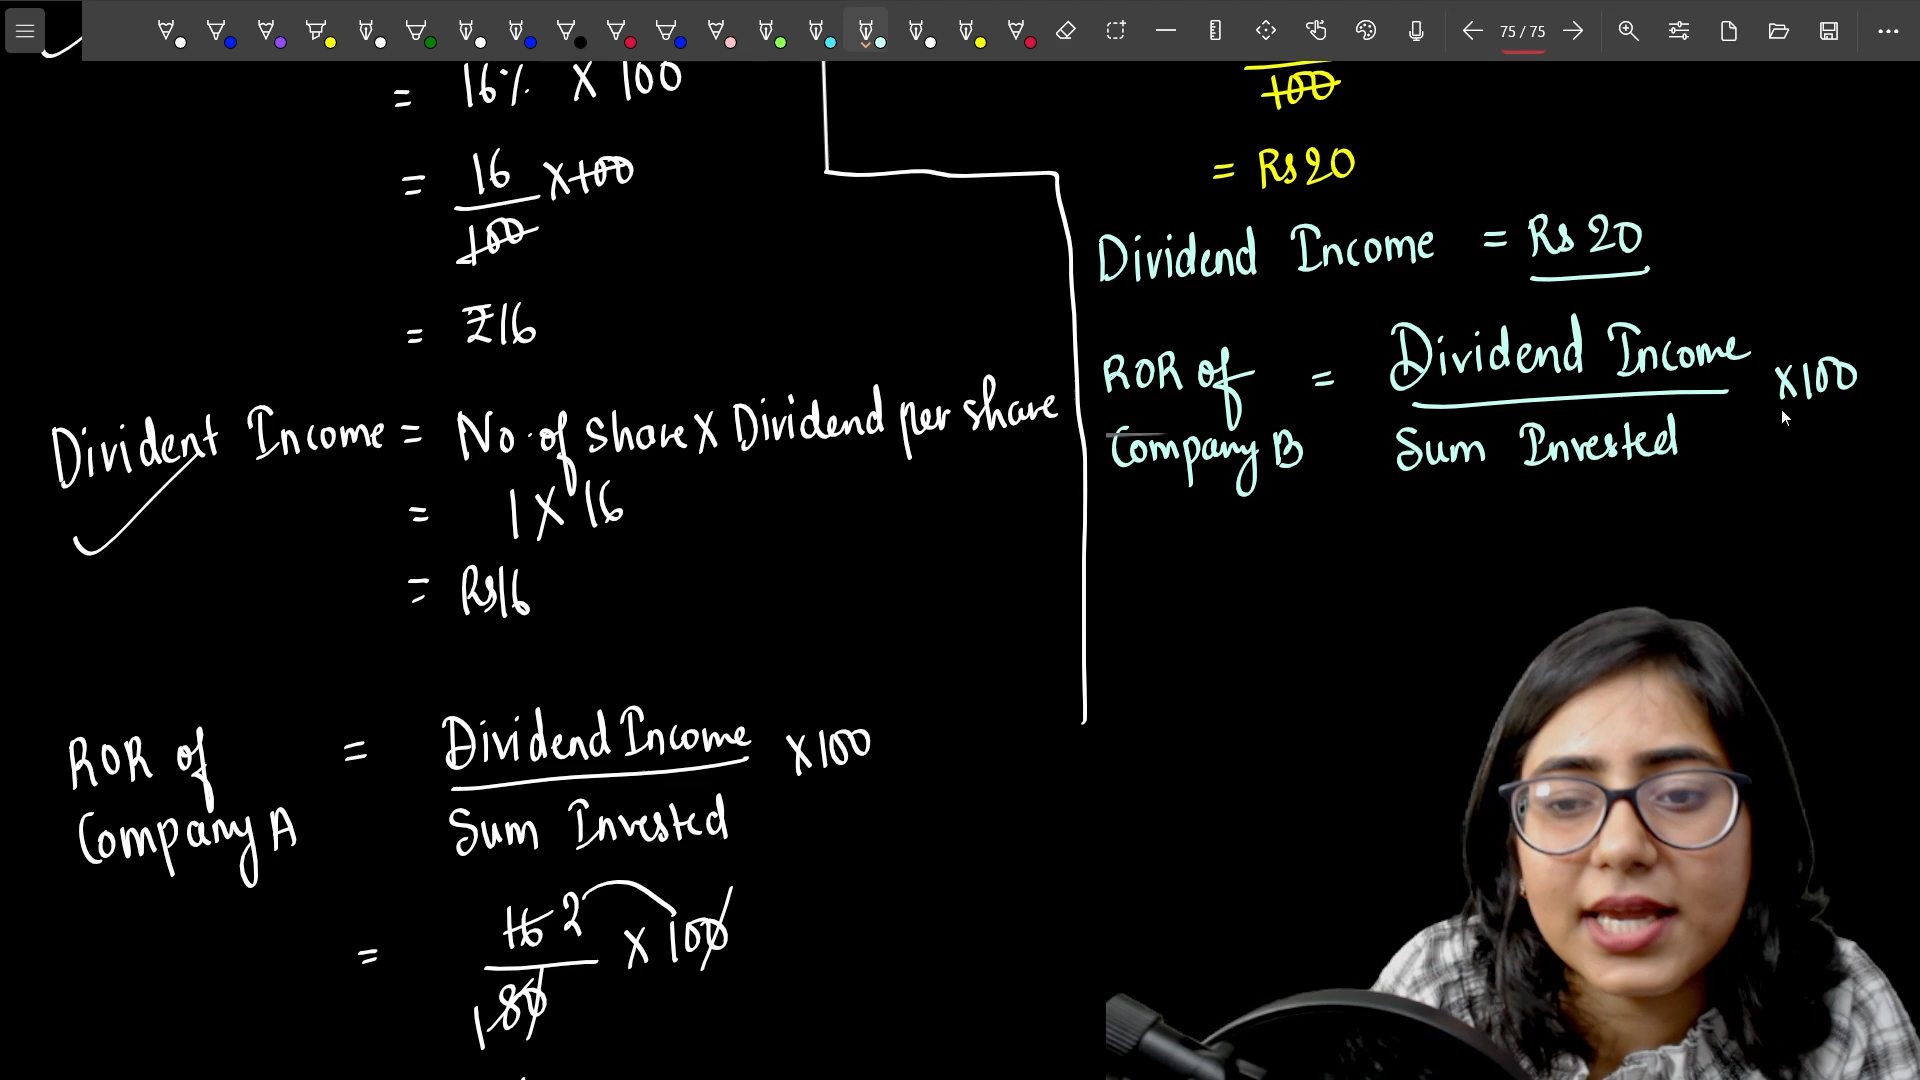 75 / 75
= 16% X 100
= 16/100 X 100
= ₹16
Divident Income = No. of Share X Dividend per share
= 1 X 16
= Rs16
ROR of Company A = Dividend Income / Sum Invested X 100
= 16 2 / 1 80 X 100
100
= Rs 20
Dividend Income = Rs 20
ROR of Company B = Dividend Income / Sum Invested X100